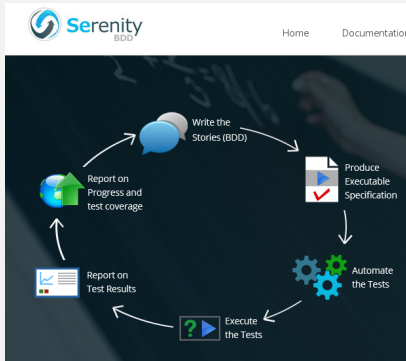 Serenity
BDD
Home
Documentation
Write the
Stories (BDD)
Produce
Executable
Specification
Automate
the Tests
Execute
the Tests
Report on
Test Results
Report on
Progress and
test coverage